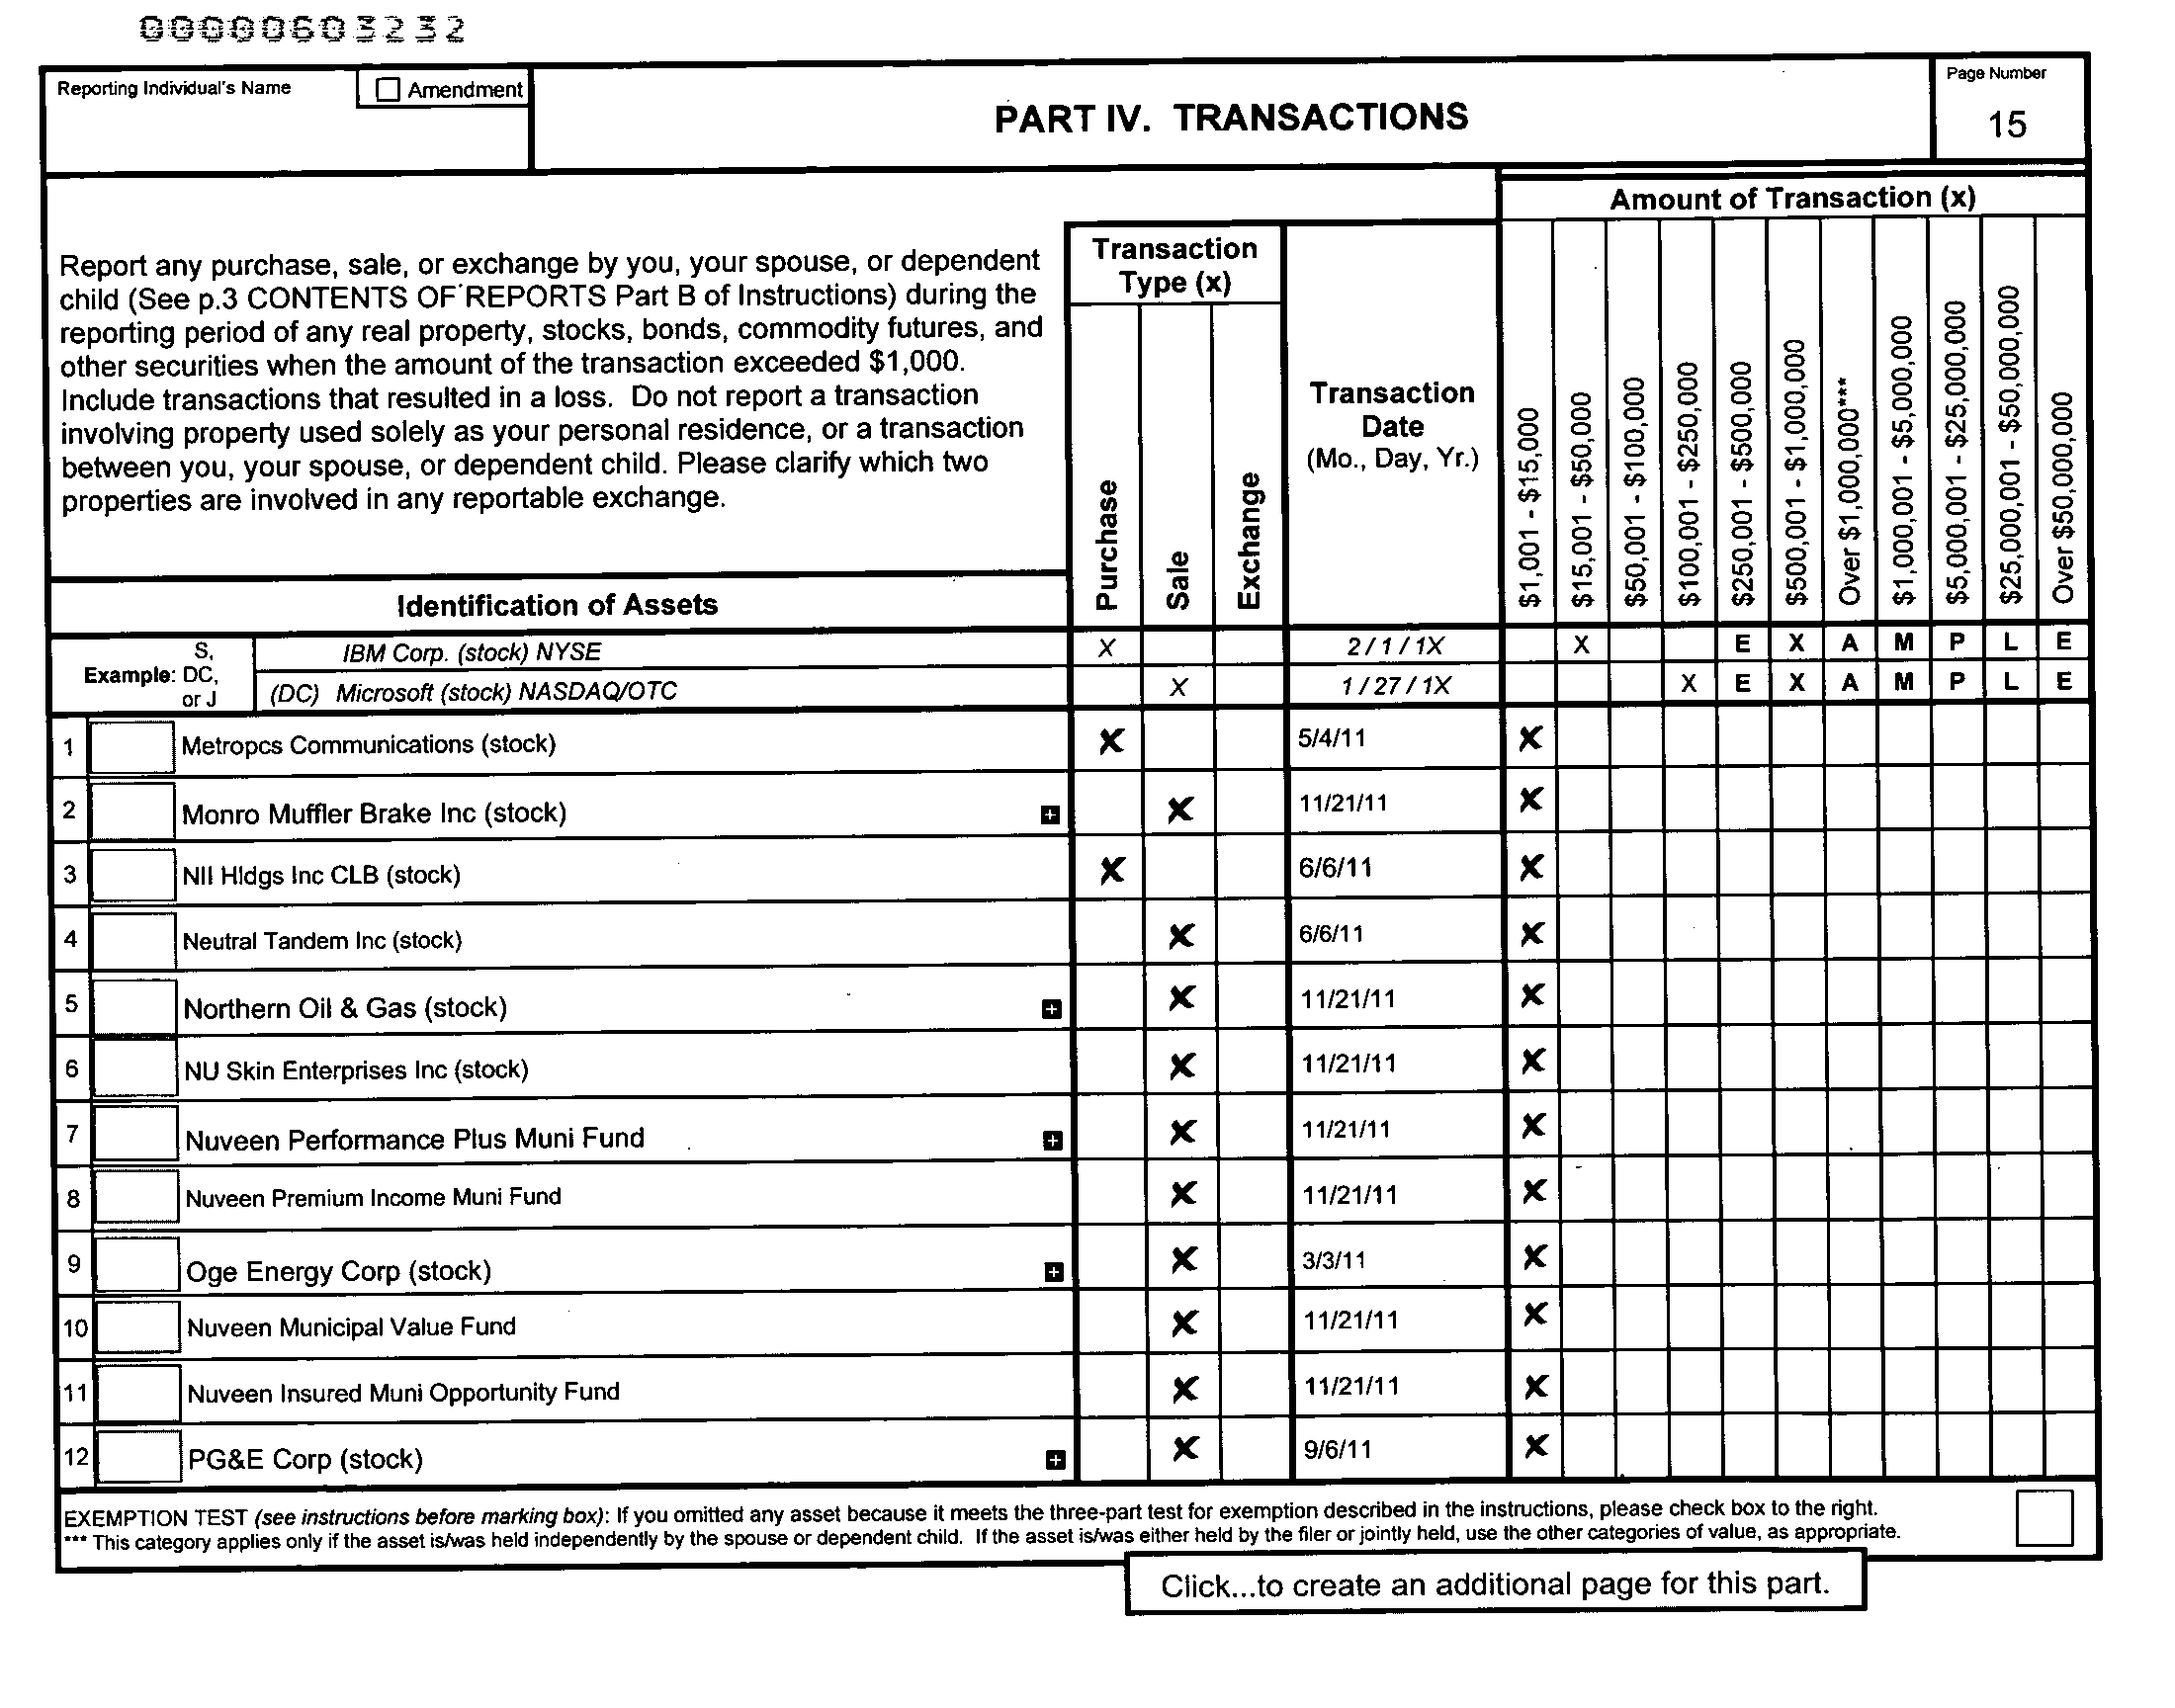 00000603232
Reporting Individual's Name
Amendment
PART IV. TRANSACTIONS
Page Number
15
Report any purchase, sale, or exchange by you, your spouse, or dependent
child (See p.3 CONTENTS OF REPORTS Part B of Instructions) during the
reporting period of any real property, stocks, bonds, commodity futures, and
other securities when the amount of the transaction exceeded $1,000.
Include transactions that resulted in a loss. Do not report a transaction
involving property used solely as your personal residence, or a transaction
between you, your spouse, or dependent child. Please clarify which two
properties are involved in any reportable exchange.
Identification of Assets
Transaction
Type (x)
Purchase
Sale
Exchange
Transaction
Date
(Mo., Day, Yr.)
Amount of Transaction (x)
$1,001 - $15,000
$15,001 - $50,000
$50,001 - $100,000
$100,001 - $250,000
$250,001 - $500,000
$500,001 - $1,000,000
Over $1,000,000***
$1,000,001 - $5,000,000
$5,000,001 - $25,000,000
$25,000,001 - $50,000,000
Over $50,000,000
Example: S, DC, or J
IBM Corp. (stock) NYSE X 2 / 1 / 1X X E X A M P L E
(DC) Microsoft (stock) NASDAQ/OTC X 1 / 27 / 1X X E X A M P L E
1 Metropcs Communications (stock) X 5/4/11 X
2 Monro Muffler Brake Inc (stock) + X 11/21/11 X
3 NII Hldgs Inc CLB (stock) X 6/6/11 X
4 Neutral Tandem Inc (stock) X 6/6/11 X
5 Northern Oil & Gas (stock) + X 11/21/11 X
6 NU Skin Enterprises Inc (stock) X 11/21/11 X
7 Nuveen Performance Plus Muni Fund + X 11/21/11 X
8 Nuveen Premium Income Muni Fund X 11/21/11 X
9 Oge Energy Corp (stock) + X 3/3/11 X
10 Nuveen Municipal Value Fund X 11/21/11 X
11 Nuveen Insured Muni Opportunity Fund X 11/21/11 X
12 PG&E Corp (stock) + X 9/6/11 X
EXEMPTION TEST (see instructions before marking box): If you omitted any asset because it meets the three-part test for exemption described in the instructions, please check box to the right.
*** This category applies only if the asset is/was held independently by the spouse or dependent child. If the asset is/was either held by the filer or jointly held, use the other categories of value, as appropriate.
Click...to create an additional page for this part.